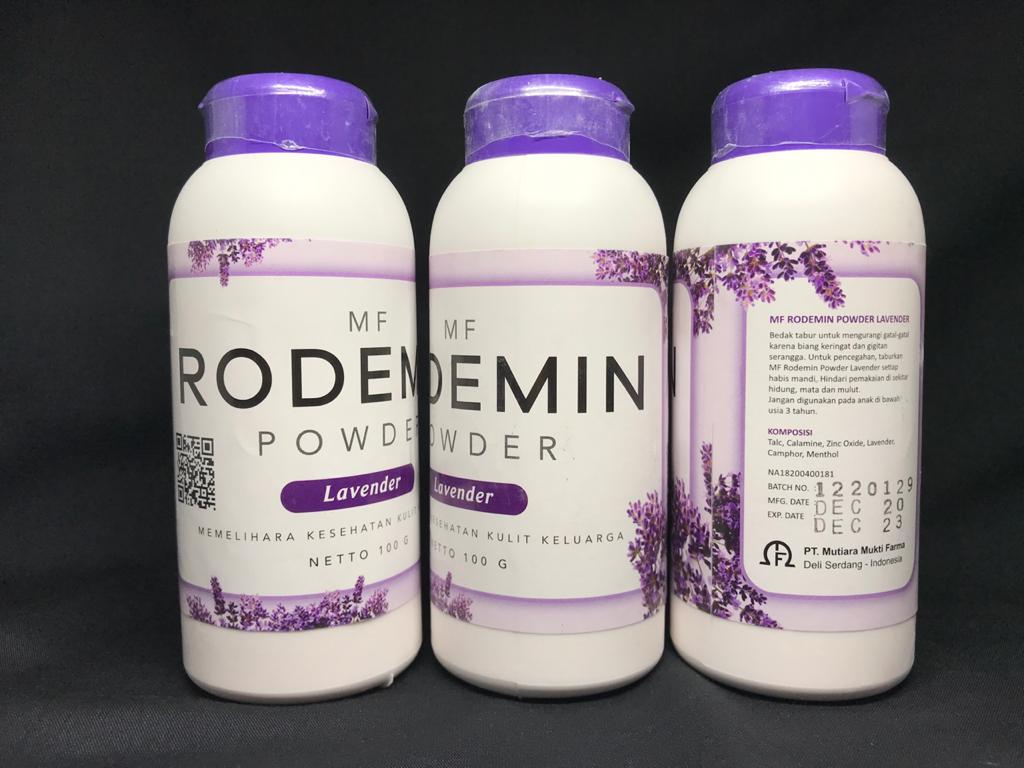 MF
RODEM
POWDE
Lavender
MEMELIHARA KESEHATAN KULIT
NETTO 100 G
MF
DEMIN
OWDER
Lavender
SEHATAN KULIT KELUARGA
ETTO 100 G
MF RODEMIN POWDER LAVENDER
Bedak tabur untuk mengurangi gatal-gatal
karena biang keringat dan gigitan
serangga. Untuk pencegahan, taburkan
MF Rodemin Powder Lavender setiap
habis mandi. Hindari pemakaian di sekitar
hidung, mata dan mulut.
Jangan digunakan pada anak di bawah
usia 3 tahun.
KOMPOSISI
Talc, Calamine, Zinc Oxide, Lavender,
Camphor, Menthol
NA18200400181
BATCH NO. : 1220129
MFG. DATE : DEC 20
EXP. DATE : DEC 23
PT. Mutiara Mukti Farma
Deli Serdang - Indonesia